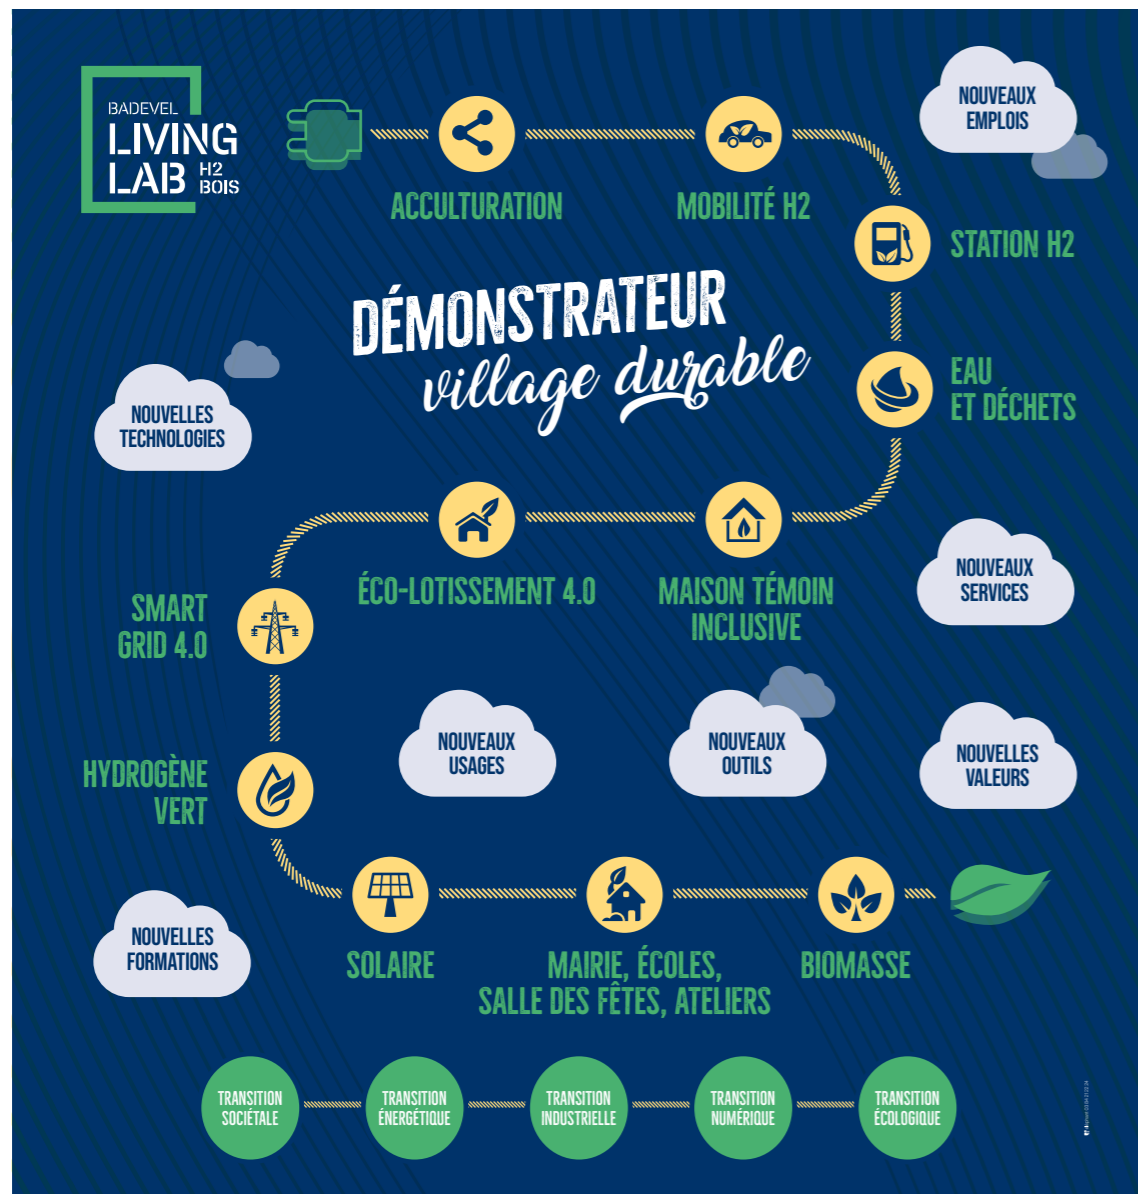 BADEVEL
LIVING
LAB H2
BOIS
ACCULTURATION
MOBILITÉ H2
NOUVEAUX
EMPLOIS
STATION H2
DÉMONSTRATEUR
village durable
EAU
ET DÉCHETS
NOUVELLES
TECHNOLOGIES
ÉCO-LOTISSEMENT 4.0
MAISON TÉMOIN
INCLUSIVE
NOUVEAUX
SERVICES
SMART
GRID 4.0
NOUVEAUX
USAGES
NOUVEAUX
OUTILS
NOUVELLES
VALEURS
HYDROGÈNE
VERT
NOUVELLES
FORMATIONS
SOLAIRE
MAIRIE, ÉCOLES,
SALLE DES FÊTES, ATELIERS
BIOMASSE
TRANSITION
SOCIÉTALE
TRANSITION
ÉNERGÉTIQUE
TRANSITION
INDUSTRIELLE
TRANSITION
NUMÉRIQUE
TRANSITION
ÉCOLOGIQUE